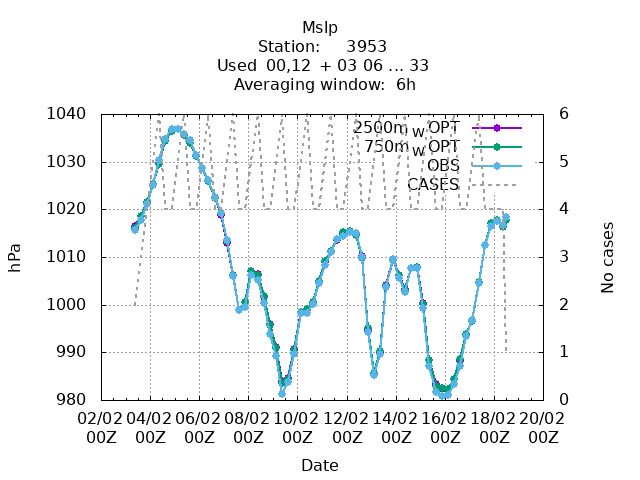 Mslp
Station: 3953
Used 00,12 + 03 06 ... 33
Averaging window: 6h
1040
1030
1020
1010
1000
990
980
6
5
4
3
2
1
0
2500m w OPT
750m w OPT
OBS
CASES
hPa
No cases
02/02 04/02 06/02 08/02 10/02 12/02 14/02 16/02 18/02 20/02
00Z 00Z 00Z 00Z 00Z 00Z 00Z 00Z 00Z 00Z
Date